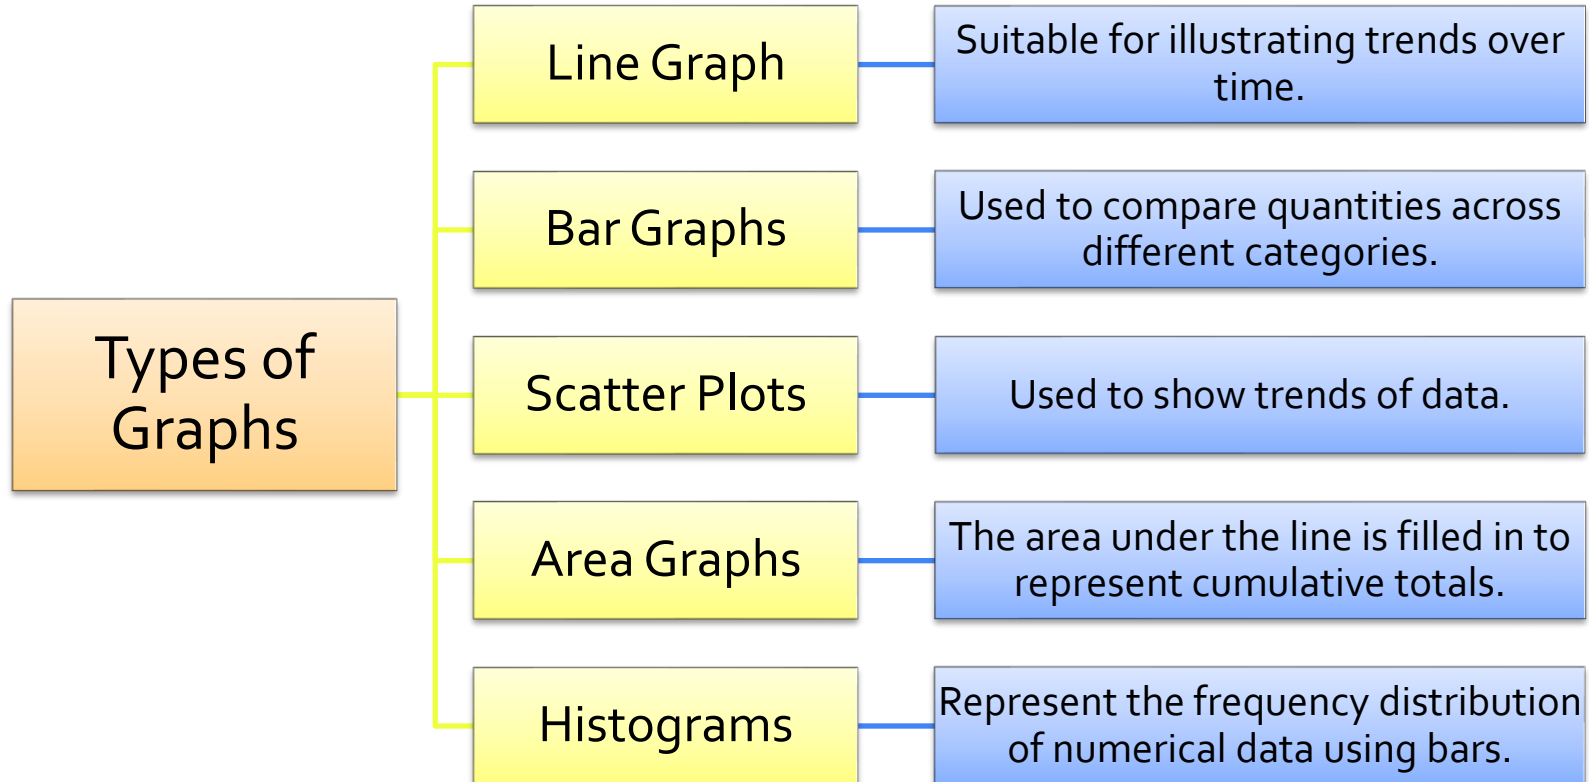 Types of
Graphs
Line Graph
Suitable for illustrating trends over
time.
Bar Graphs
Used to compare quantities across
different categories.
Scatter Plots
Used to show trends of data.
Area Graphs
The area under the line is filled in to
represent cumulative totals.
Histograms
Represent the frequency distribution
of numerical data using bars.